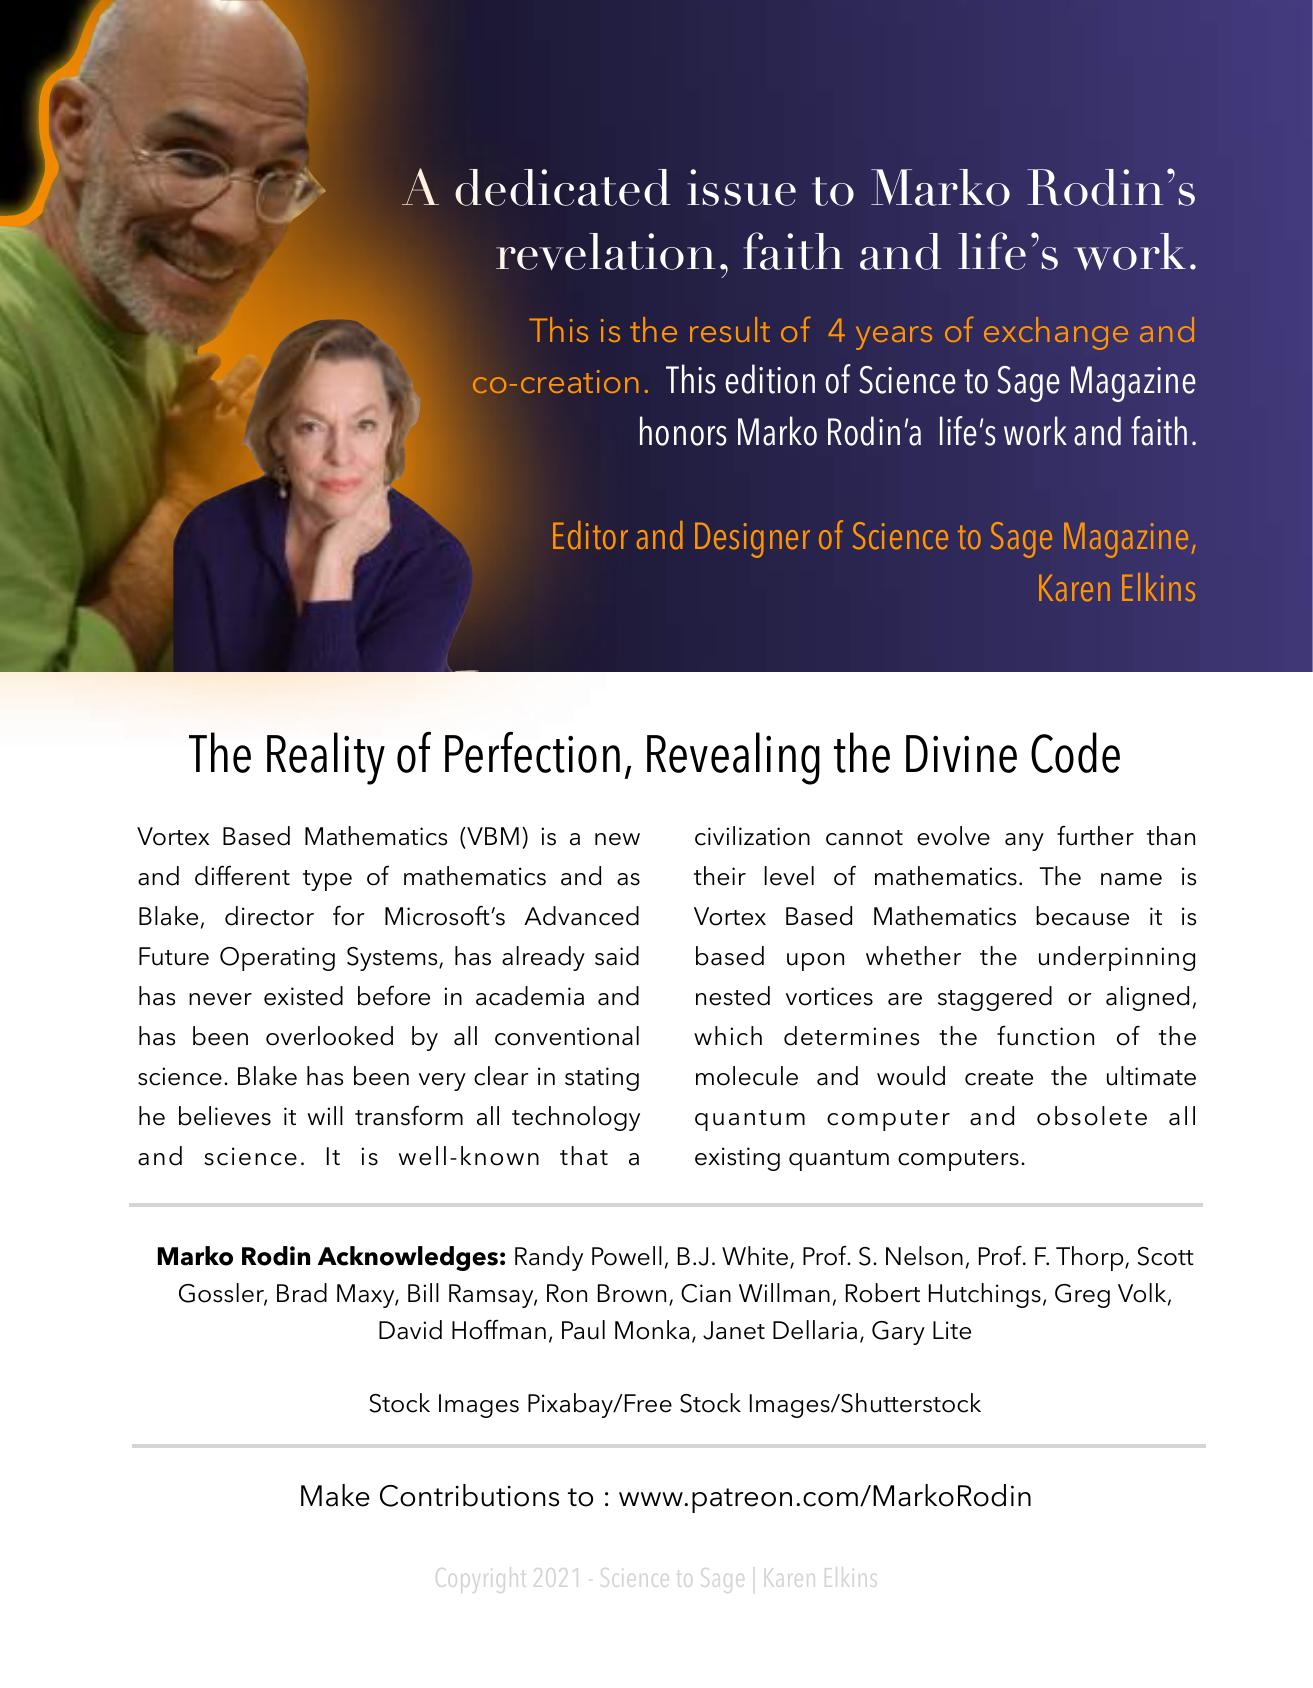 A dedicated issue to Marko Rodin’s
revelation, faith and life’s work.
This is the result of 4 years of exchange and
co-creation. This edition of Science to Sage Magazine
honors Marko Rodin’a life’s work and faith.
Editor and Designer of Science to Sage Magazine,
Karen Elkins
The Reality of Perfection, Revealing the Divine Code
Vortex Based Mathematics (VBM) is a new
and different type of mathematics and as
Blake, director for Microsoft’s Advanced
Future Operating Systems, has already said
has never existed before in academia and
has been overlooked by all conventional
science. Blake has been very clear in stating
he believes it will transform all technology
and science. It is well-known that a
civilization cannot evolve any further than
their level of mathematics. The name is
Vortex Based Mathematics because it is
based upon whether the underpinning
nested vortices are staggered or aligned,
which determines the function of the
molecule and would create the ultimate
quantum computer and obsolete all
existing quantum computers.
Marko Rodin Acknowledges: Randy Powell, B.J. White, Prof. S. Nelson, Prof. F. Thorp, Scott
Gossler, Brad Maxy, Bill Ramsay, Ron Brown, Cian Willman, Robert Hutchings, Greg Volk,
David Hoffman, Paul Monka, Janet Dellaria, Gary Lite
Stock Images Pixabay/Free Stock Images/Shutterstock
Make Contributions to : www.patreon.com/MarkoRodin
Copyright 2021 - Science to Sage | Karen Elkins